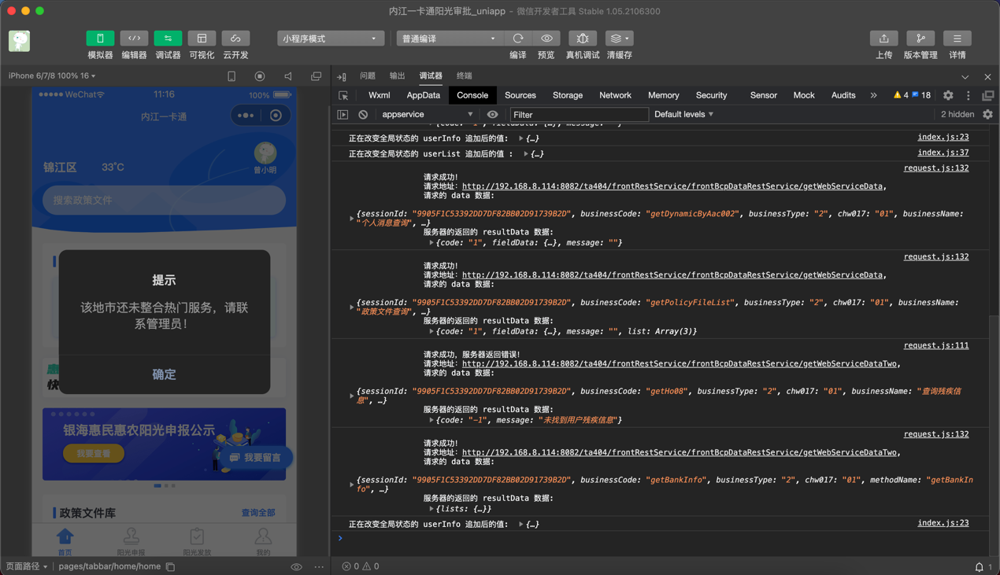 内江一卡通阳光审批_uniapp - 微信开发者工具 Stable 1.05.2106300
模拟器 编辑器 调试器 可视化 云开发
小程序模式
普通编译
编译 预览 真机调试 清缓存
上传 版本管理 详情
iPhone 6/7/8 100% 16
WeChat 11:16 100%
内江一卡通
锦江区 33°C
曾小明
搜索政策文件
提示
该地市还未整合热门服务，请联
系管理员！
确定
银海惠民惠农阳光申报公示
我要查看
我要留言
政策文件库 查询全部
首页 阳光申报 阳光发放 我的
页面路径 | pages/tabbar/home/home
问题 输出 调试器 终端
Wxml AppData Console Sources Storage Network Memory Security Sensor Mock Audits » 4 18
appservice Filter Default levels 2 hidden
正在改变全局状态的 userInfo 追加后的值: {…} index.js:23
正在改变全局状态的 userList 追加后的值 : {…} index.js:37
request.js:132
请求成功!
请求地址: http://192.168.8.114:8082/ta404/frontRestService/frontBcpDataRestService/getWebServiceData,
请求的 data 数据:
{sessionId: "9905F1C53392DD7DF82BB02D91739B2D", businessCode: "getDynamicByAac002", businessType: "2", chw017: "01", businessName:
"个人消息查询", …}
服务器的返回的 resultData 数据:
{code: "1", fieldData: {…}, message: ""}
request.js:132
请求成功!
请求地址: http://192.168.8.114:8082/ta404/frontRestService/frontBcpDataRestService/getWebServiceData,
请求的 data 数据:
{sessionId: "9905F1C53392DD7DF82BB02D91739B2D", businessCode: "getPolicyFileList", businessType: "2", chw017: "01", businessName:
"政策文件查询", …}
服务器的返回的 resultData 数据:
{code: "1", fieldData: {…}, message: "", list: Array(3)}
request.js:111
请求成功, 服务器返回错误!
请求地址: http://192.168.8.114:8082/ta404/frontRestService/frontBcpDataRestService/getWebServiceDataTwo,
请求的 data 数据:
{sessionId: "9905F1C53392DD7DF82BB02D91739B2D", businessCode: "getHo08", businessType: "2", chw017: "01", businessName: "查询残疾信
息", …}
服务器的返回的 resultData 数据:
{code: "-1", message: "未找到用户残疾信息"}
request.js:132
请求成功!
请求地址: http://192.168.8.114:8082/ta404/frontRestService/frontBcpDataRestService/getWebServiceDataTwo,
请求的 data 数据:
{sessionId: "9905F1C53392DD7DF82BB02D91739B2D", businessCode: "getBankInfo", businessType: "2", chw017: "01", methodName: "getBankIn
fo", …}
服务器的返回的 resultData 数据:
{lists: {…}}
正在改变全局状态的 userInfo 追加后的值: {…} index.js:23
0 0
1